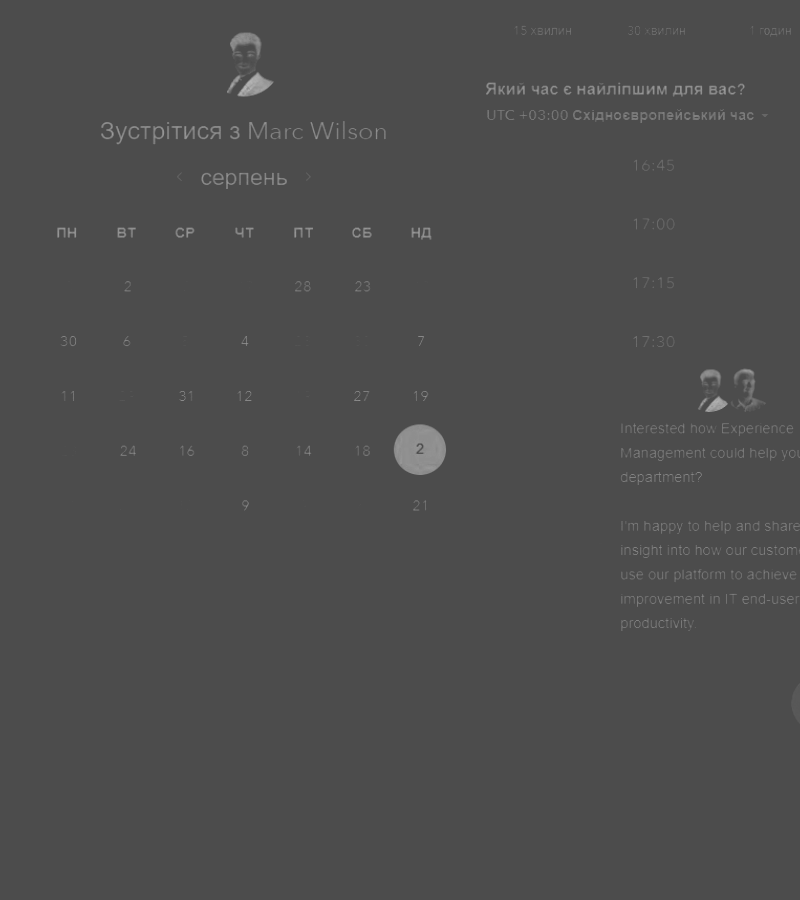 Зустрітися з Marc Wilson
серпень
ПН ВТ СР ЧТ ПТ СБ НД
2 28 23
30 6 4 7
11 31 12 27 19
24 16 8 14 18 2
9 21
15 хвилин 30 хвилин 1 годин
Який час є найліпшим для вас?
UTC +03:00 Східноєвропейський час
16:45
17:00
17:15
17:30
Interested how Experience
Management could help you
department?
I'm happy to help and share
insight into how our custome
use our platform to achieve
improvement in IT end-user
productivity.